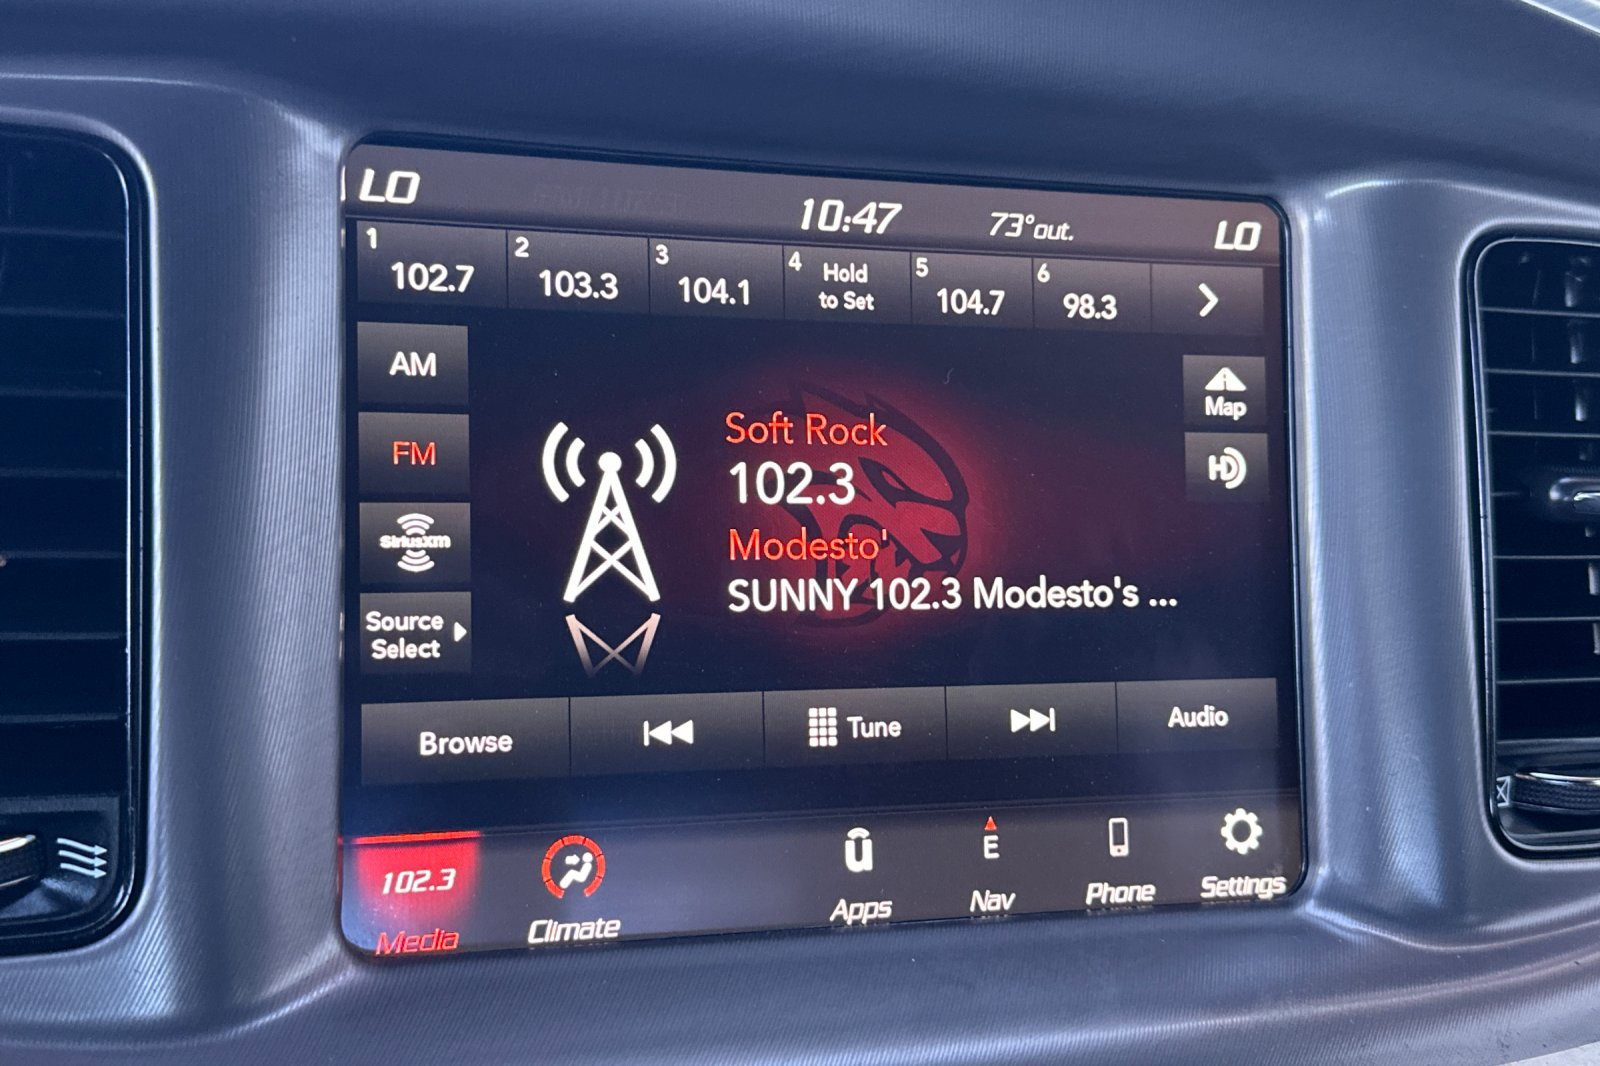 LO
10:47
73° out.
LO
1
102.7
2
103.3
3
104.1
4
Hold
to Set
5
104.7
6
98.3
AM
FM
SiriusXM
Source
Select
Soft Rock
102.3
Modesto'
SUNNY 102.3 Modesto's ...
Map
HD
Browse
Tune
Audio
102.3
Media
Climate
u
Apps
E
Nav
Phone
Settings